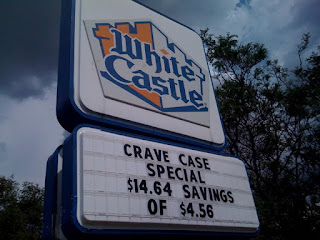 White
Castle
CRAVE CASE
SPECIAL
$14.64 SAVINGS
OF $4.56